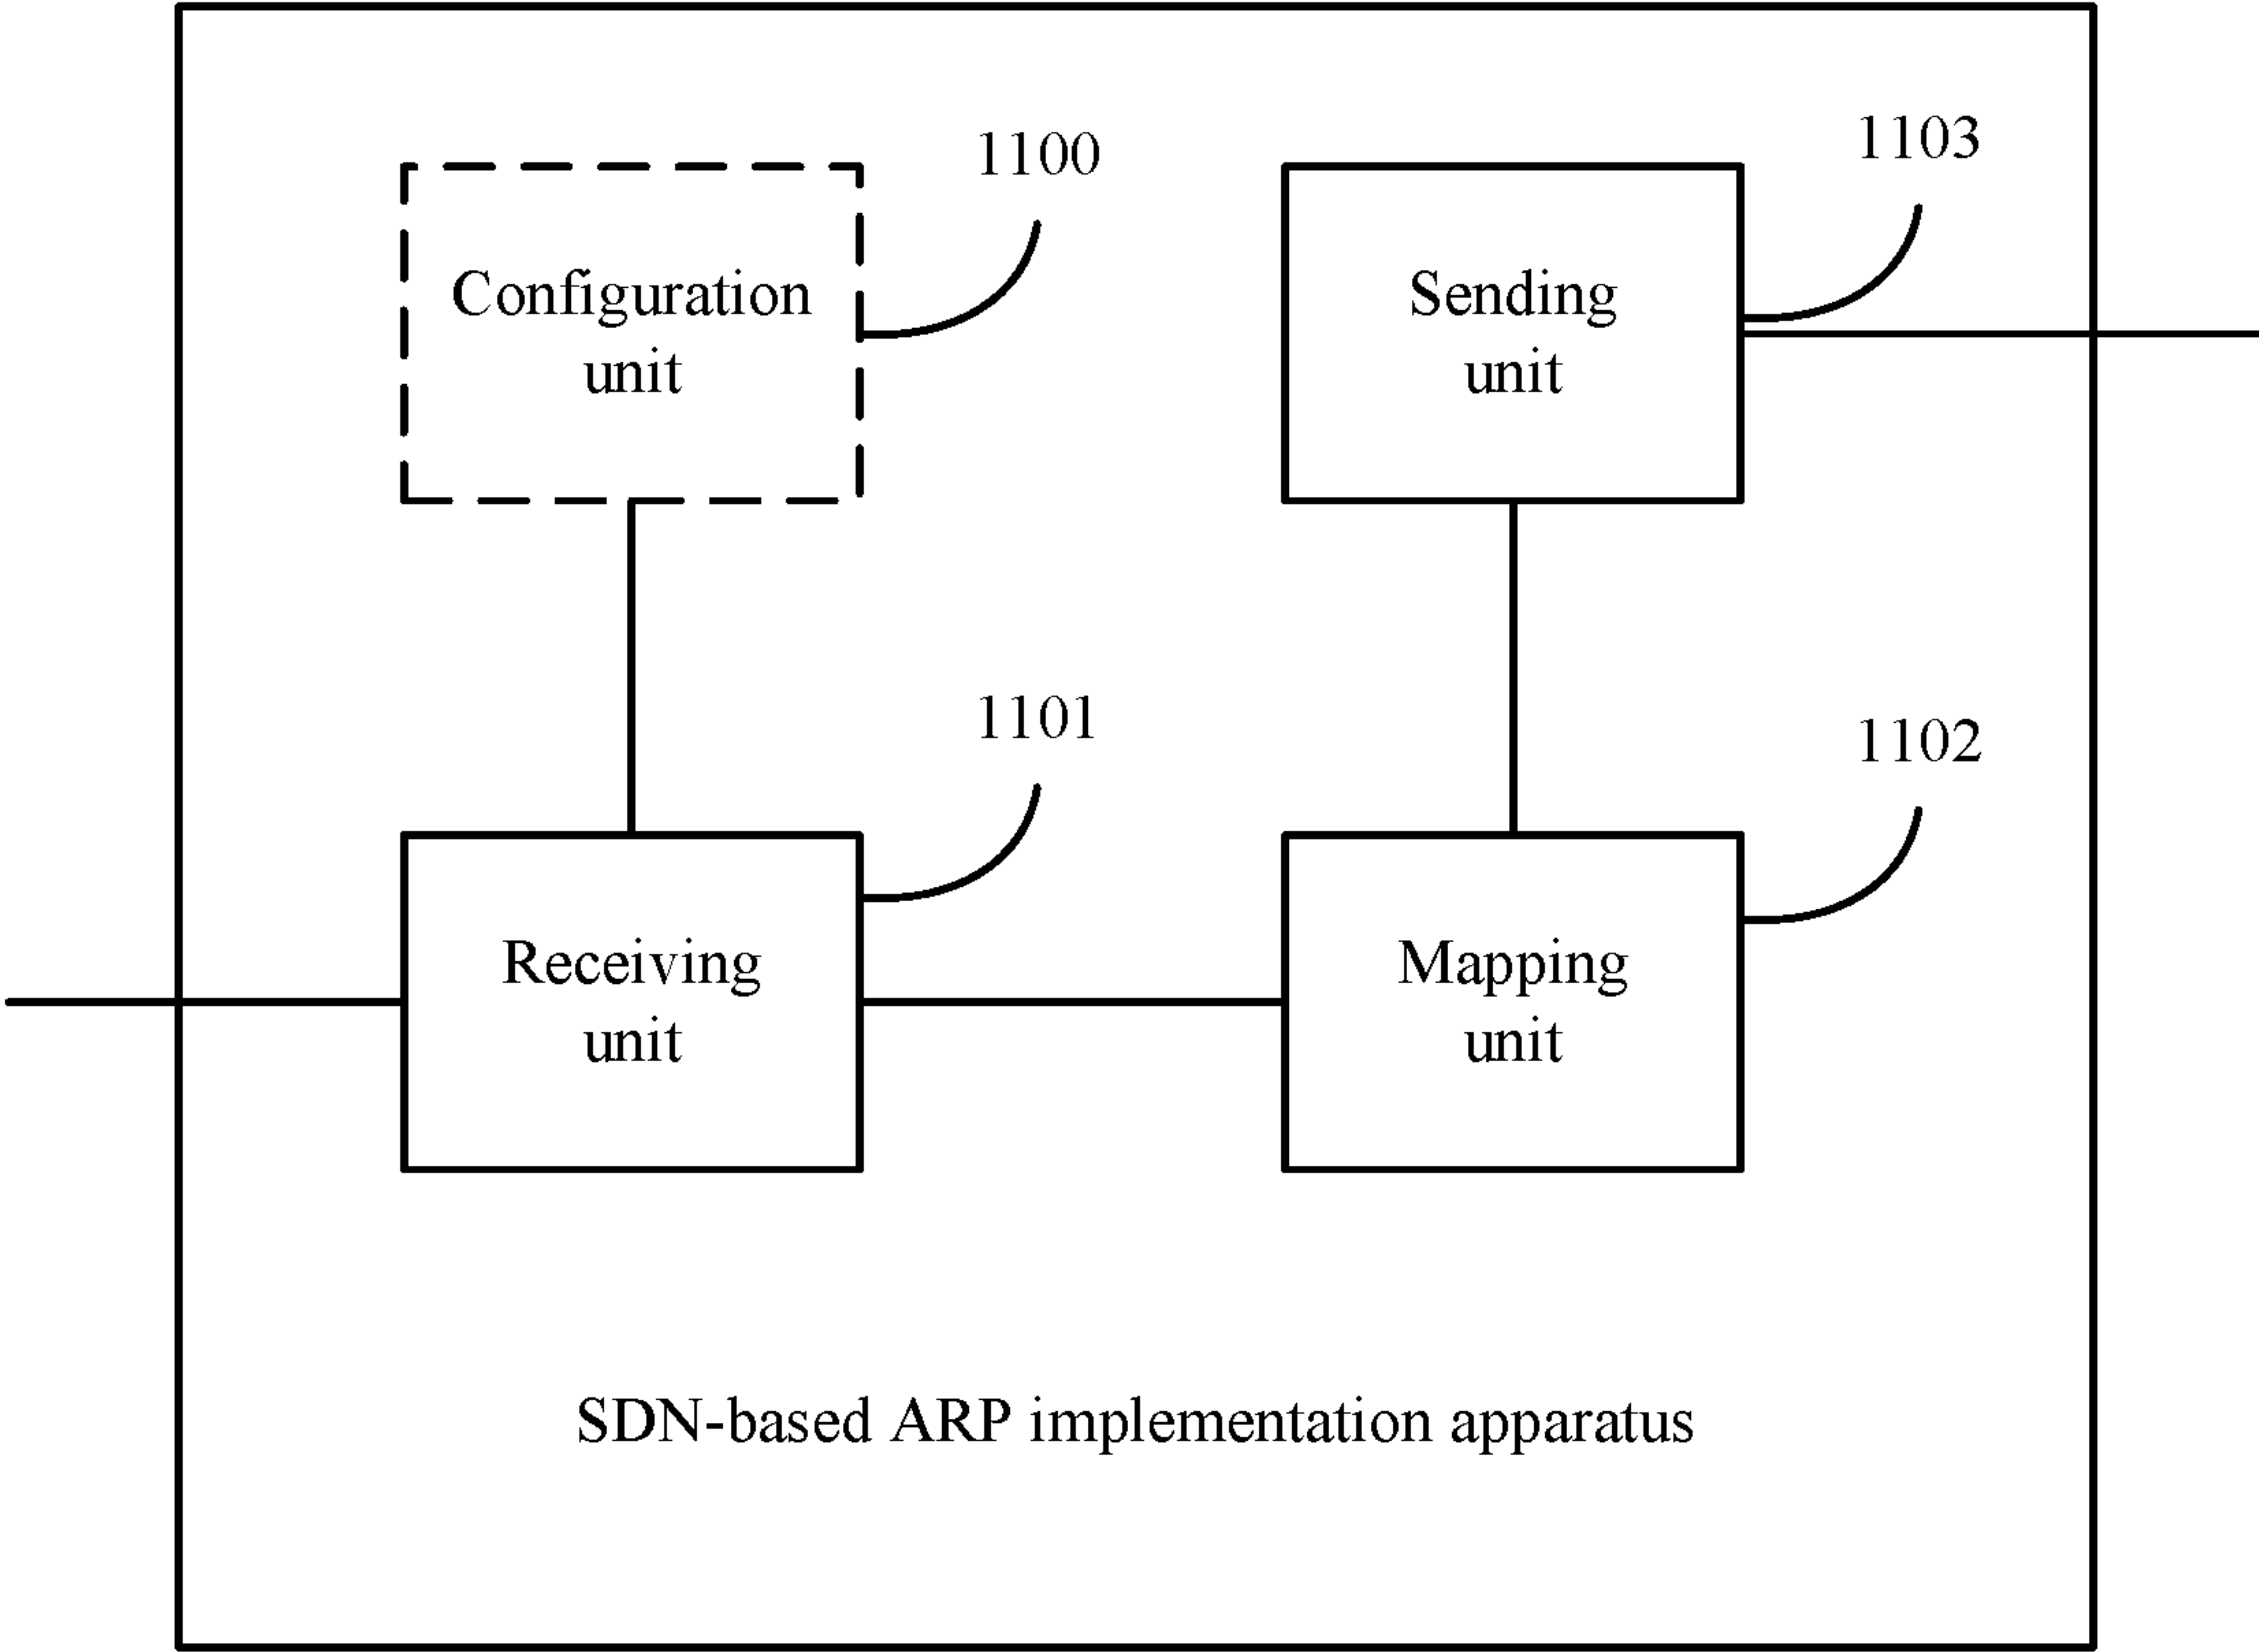 1100
1103
Configuration
unit
Sending
unit
1101
1102
Receiving
unit
Mapping
unit
SDN-based ARP implementation apparatus